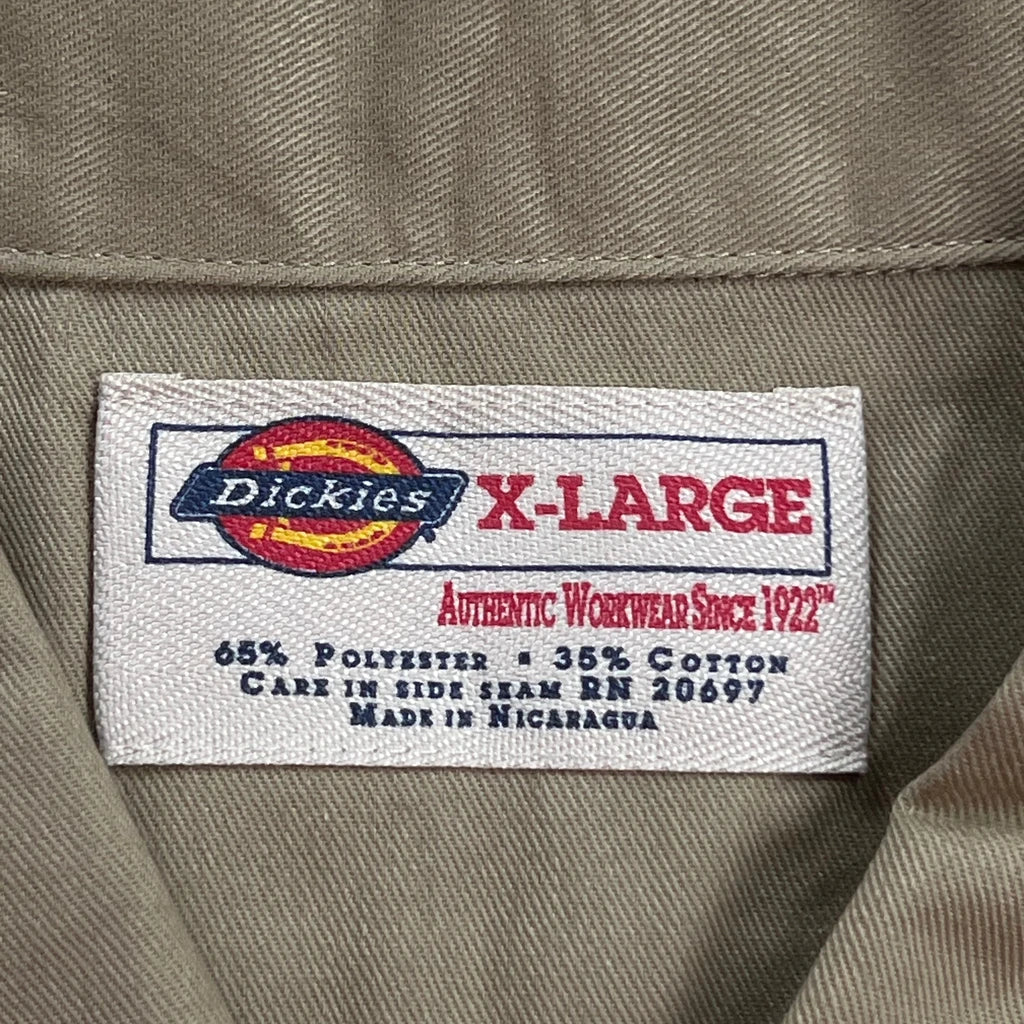 Dickies X-LARGE
AUTHENTIC WORKWEAR SINCE 1922™
65% POLYESTER ▪ 35% COTTON
CARE IN SIDE SEAM RN 20697
MADE IN NICARAGUA